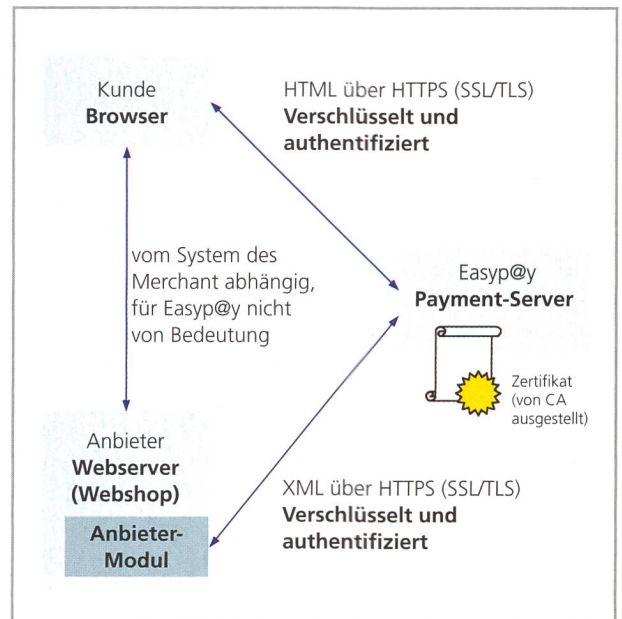 Kunde
Browser
HTML über HTTPS (SSL/TLS)
Verschlüsselt und
authentifiziert
vom System des
Merchant abhängig,
für Easyp@y nicht
von Bedeutung
Easyp@y
Payment-Server
Zertifikat
(von CA
ausgestellt)
Anbieter
Webserver
(Webshop)
Anbieter-
Modul
XML über HTTPS (SSL/TLS)
Verschlüsselt und
authentifiziert